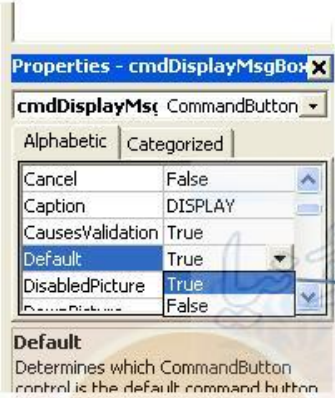 Properties - cmdDisplayMsgBox X
cmdDisplayMsg CommandButton
Alphabetic Categorized
Cancel False
Caption DISPLAY
CausesValidation True
Default True
DisabledPicture True
False
Default
Determines which CommandButton
control is the default command button